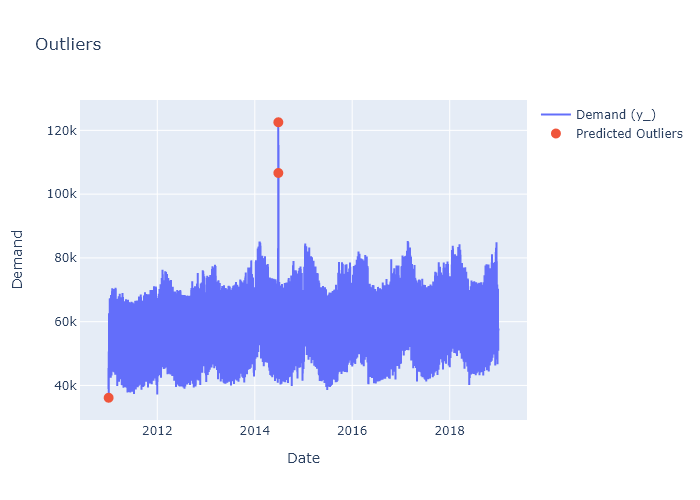 Outliers
Demand (y_)
Predicted Outliers
120k
100k
80k
60k
40k
Demand
2012
2014
2016
2018
Date